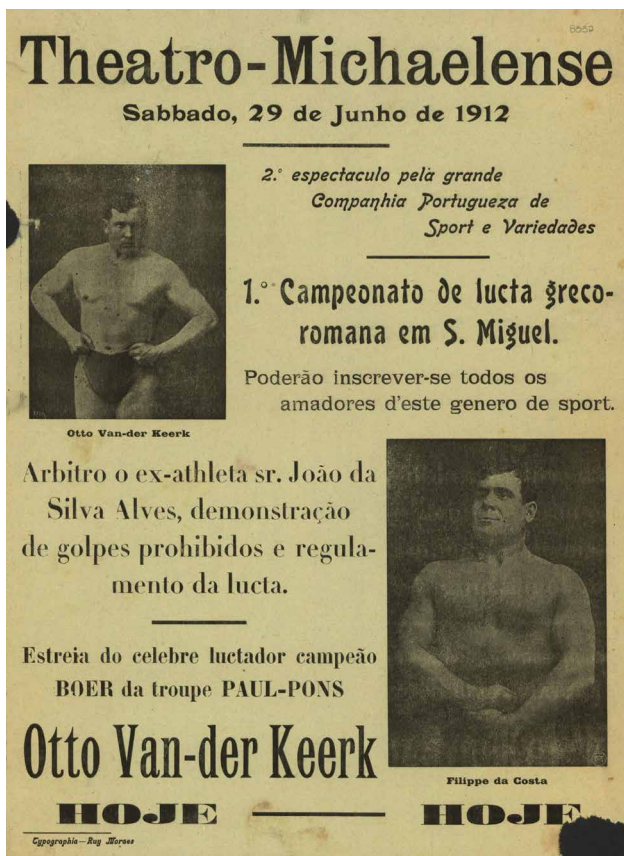 8552
Theatro-Michaelense
Sabbado, 29 de Junho de 1912
2.º espectaculo pela grande
Companhia Portugueza de
Sport e Variedades
1.º Campeonato de lucta greco-
romana em S. Miguel.
Poderão inscrever-se todos os
amadores d'este genero de sport.
Otto Van-der Keerk
Arbitro o ex-athleta sr. João da
Silva Alves, demonstração
de golpes prohibidos e regula-
mento da lucta.
Estreia do celebre luctador campeão
BOER da troupe PAUL-PONS
Otto Van-der Keerk
Filippe da Costa
HOJE — HOJE
Typographia—Ruy Moraes